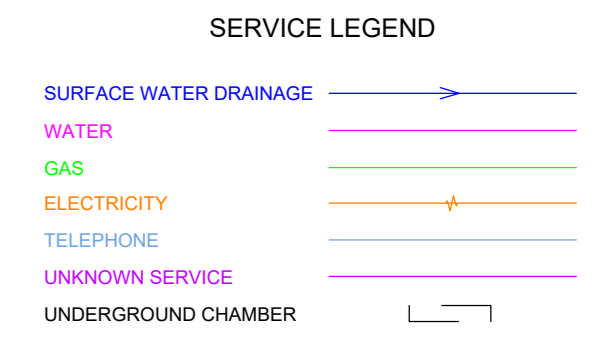 SERVICE LEGEND
SURFACE WATER DRAINAGE
WATER
GAS
ELECTRICITY
TELEPHONE
UNKNOWN SERVICE
UNDERGROUND CHAMBER